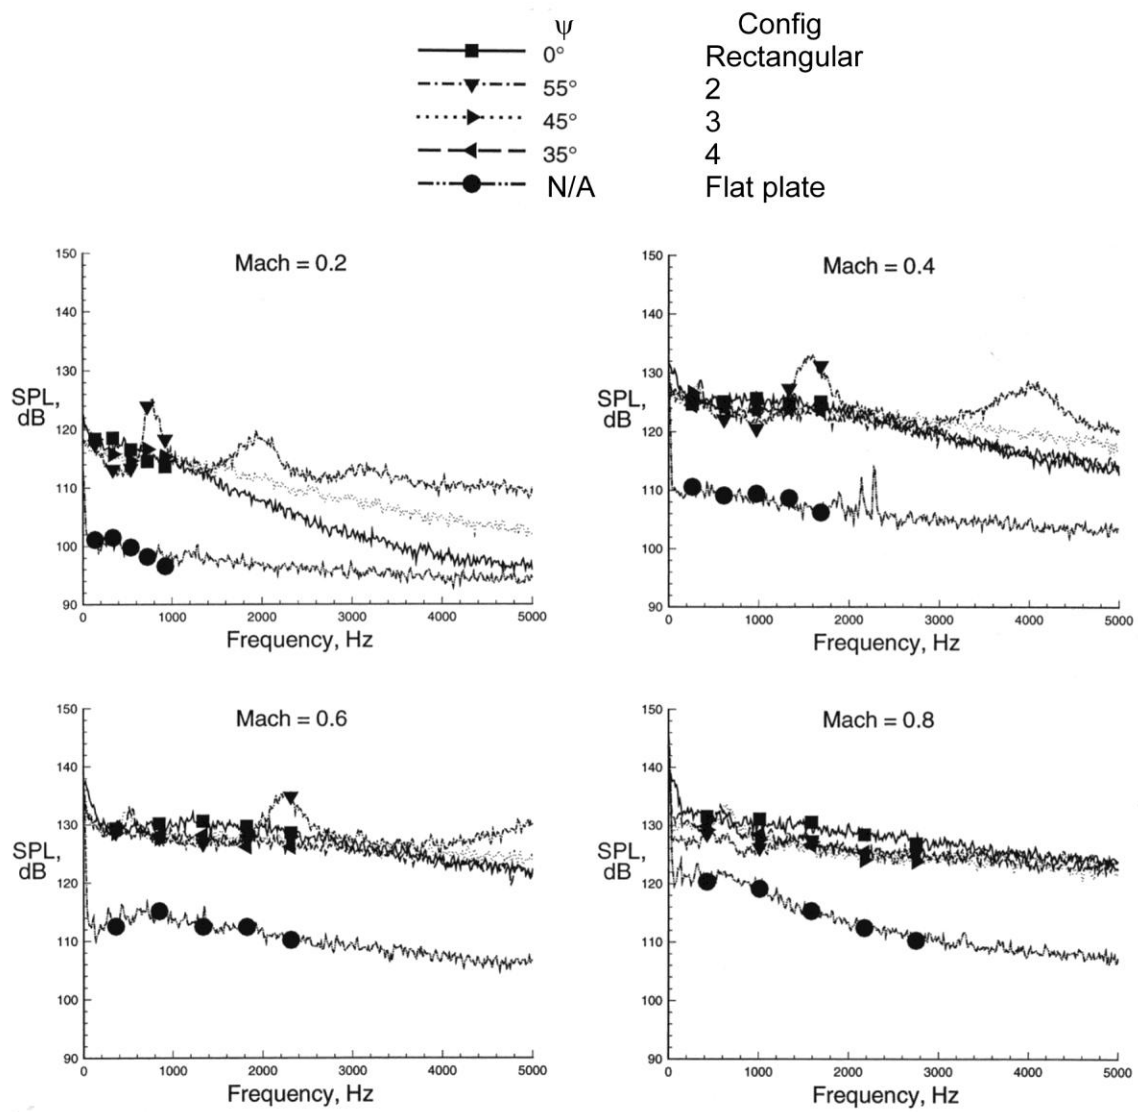 ψ Config
0° Rectangular
55° 2
45° 3
35° 4
N/A Flat plate
Mach = 0.2
150
140
130
SPL,
dB
120
110
100
90
0 1000 2000 3000 4000 5000
Frequency, Hz
Mach = 0.4
150
140
130
SPL,
dB
120
110
100
90
0 1000 2000 3000 4000 5000
Frequency, Hz
Mach = 0.6
150
140
130
SPL,
dB
120
110
100
90
0 1000 2000 3000 4000 5000
Frequency, Hz
Mach = 0.8
150
140
130
SPL,
dB
120
110
100
90
0 1000 2000 3000 4000 5000
Frequency, Hz